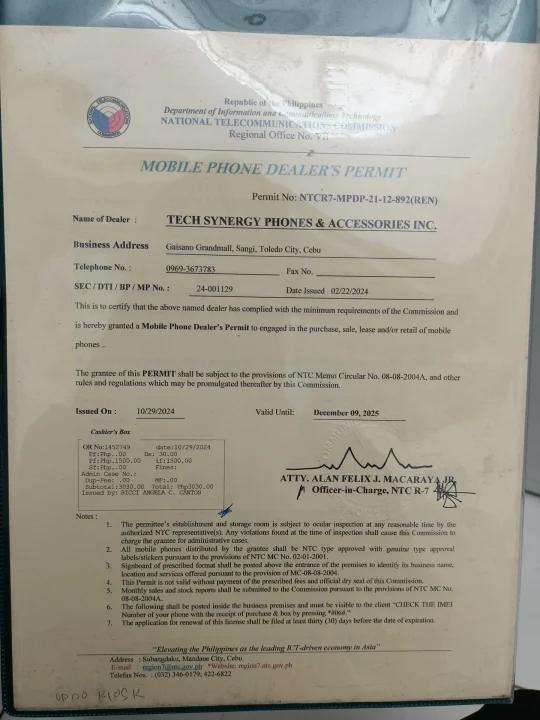 Republic of the Philippines
Department of Information and Communications Technology
NATIONAL TELECOMMUNICATIONS COMMISSION
Regional Office No. VII
MOBILE PHONE DEALER'S PERMIT
Permit No: NTCR7-MPDP-21-12-892(REN)
Name of Dealer : TECH SYNERGY PHONES & ACCESSORIES INC.
Business Address Gaisano Grandmall, Sangi, Toledo City, Cebu
Telephone No. : 0969-3673783 Fax No.
SEC / DTI / BP / MP No. : 24-001129 Date Issued 02/22/2024
This is to certify that the above named dealer has complied with the minimum requirements of the Commission and
is hereby granted a Mobile Phone Dealer's Permit to engaged in the purchase, sale, lease and/or retail of mobile
phones ..
The grantee of this PERMIT shall be subject to the provisions of NTC Memo Circular No. 08-08-2004A, and other
rules and regulations which may be promulgated thereafter by this Commission.
Issued On : 10/29/2024 Valid Until: December 09, 2025
Cashier's Box
OR No:1452749 date:10/29/2024
Pf:Php. .00 Ds: 30.00
Ff:Php.1500.00 Lf:1500.00
Sf:Php. .00 Fines:
Admin Case No.:
Dup-Fee: .00 MF:.00
Subtotal:3030.00 Total: Php3030.00
Issued by: RICCI ANGELA C. CANTOS
ATTY. ALAN FELIX J. MACARAYA JR.
Officer-in-Charge, NTC R-7
Notes :
1. The permittee's establishment and storage room is subject to ocular inspection at any reasonable time by the
authorized NTC representative(s). Any violations found at the time of inspection shall cause this Commission to
charge the grantee for administrative cases.
2. All mobile phones distributed by the grantee shall be NTC type approved with genuine type approval
labels/stickers pursuant to the provisions of NTC MC No. 02-01-2001.
3. Signboard of prescribed format shall be posted above the entrance of the premises to identify its business name,
location and services offered pursuant to the provision of MC-08-08-2004.
4. This Permit is not valid without payment of the prescribed fees and official dry seal of this Commission.
5. Monthly sales and stock reports shall be submitted to the Commission pursuant to the provisions of NTC MC No.
08-08-2004A.
6. The following shall be posted inside the business premises and must be visible to the client "CHECK THE IMEI
Number of your phone with the receipt of purchase & box by pressing *#06#."
7. The application for renewal of this license shall be filed at least thirty (30) days before the date of expiration.
"Elevating the Philippines as the leading ICT-driven economy in Asia"
Address : Subangdaku, Mandaue City, Cebu
E-mail : region7@ntc.gov.ph *Website: region7.ntc.gov.ph
Telefax Nos. : (032) 346-0179; 422-6822
KIOSK